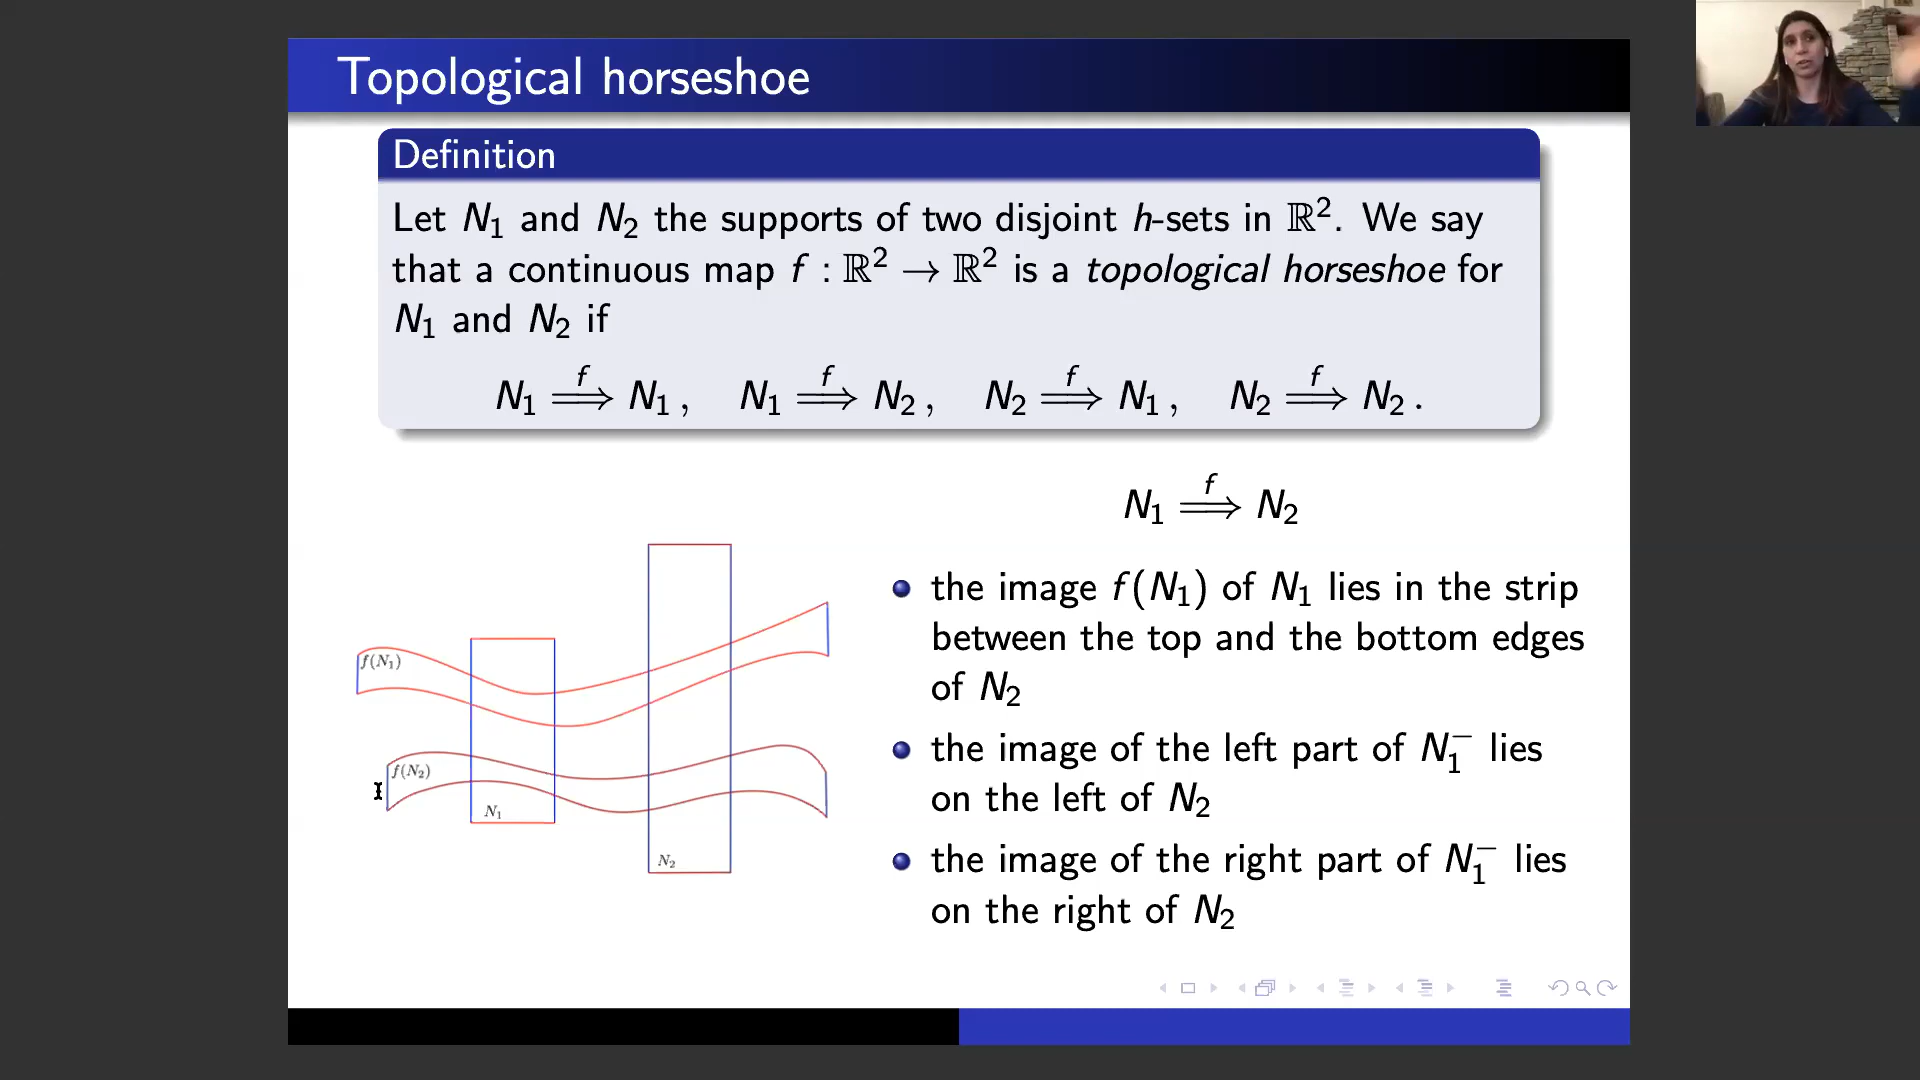 Topological horseshoe
Definition
Let N₁ and N₂ the supports of two disjoint h-sets in ℝ². We say
that a continuous map f : ℝ² → ℝ² is a topological horseshoe for
N₁ and N₂ if
N₁ ⟹ᶠ N₁ , N₁ ⟹ᶠ N₂ , N₂ ⟹ᶠ N₁ , N₂ ⟹ᶠ N₂ .
N₁ ⟹ᶠ N₂
the image f(N₁) of N₁ lies in the strip
between the top and the bottom edges
of N₂
the image of the left part of N₁⁻ lies
on the left of N₂
the image of the right part of N₁⁻ lies
on the right of N₂
f(N₁)
f(N₂)
N₁
N₂